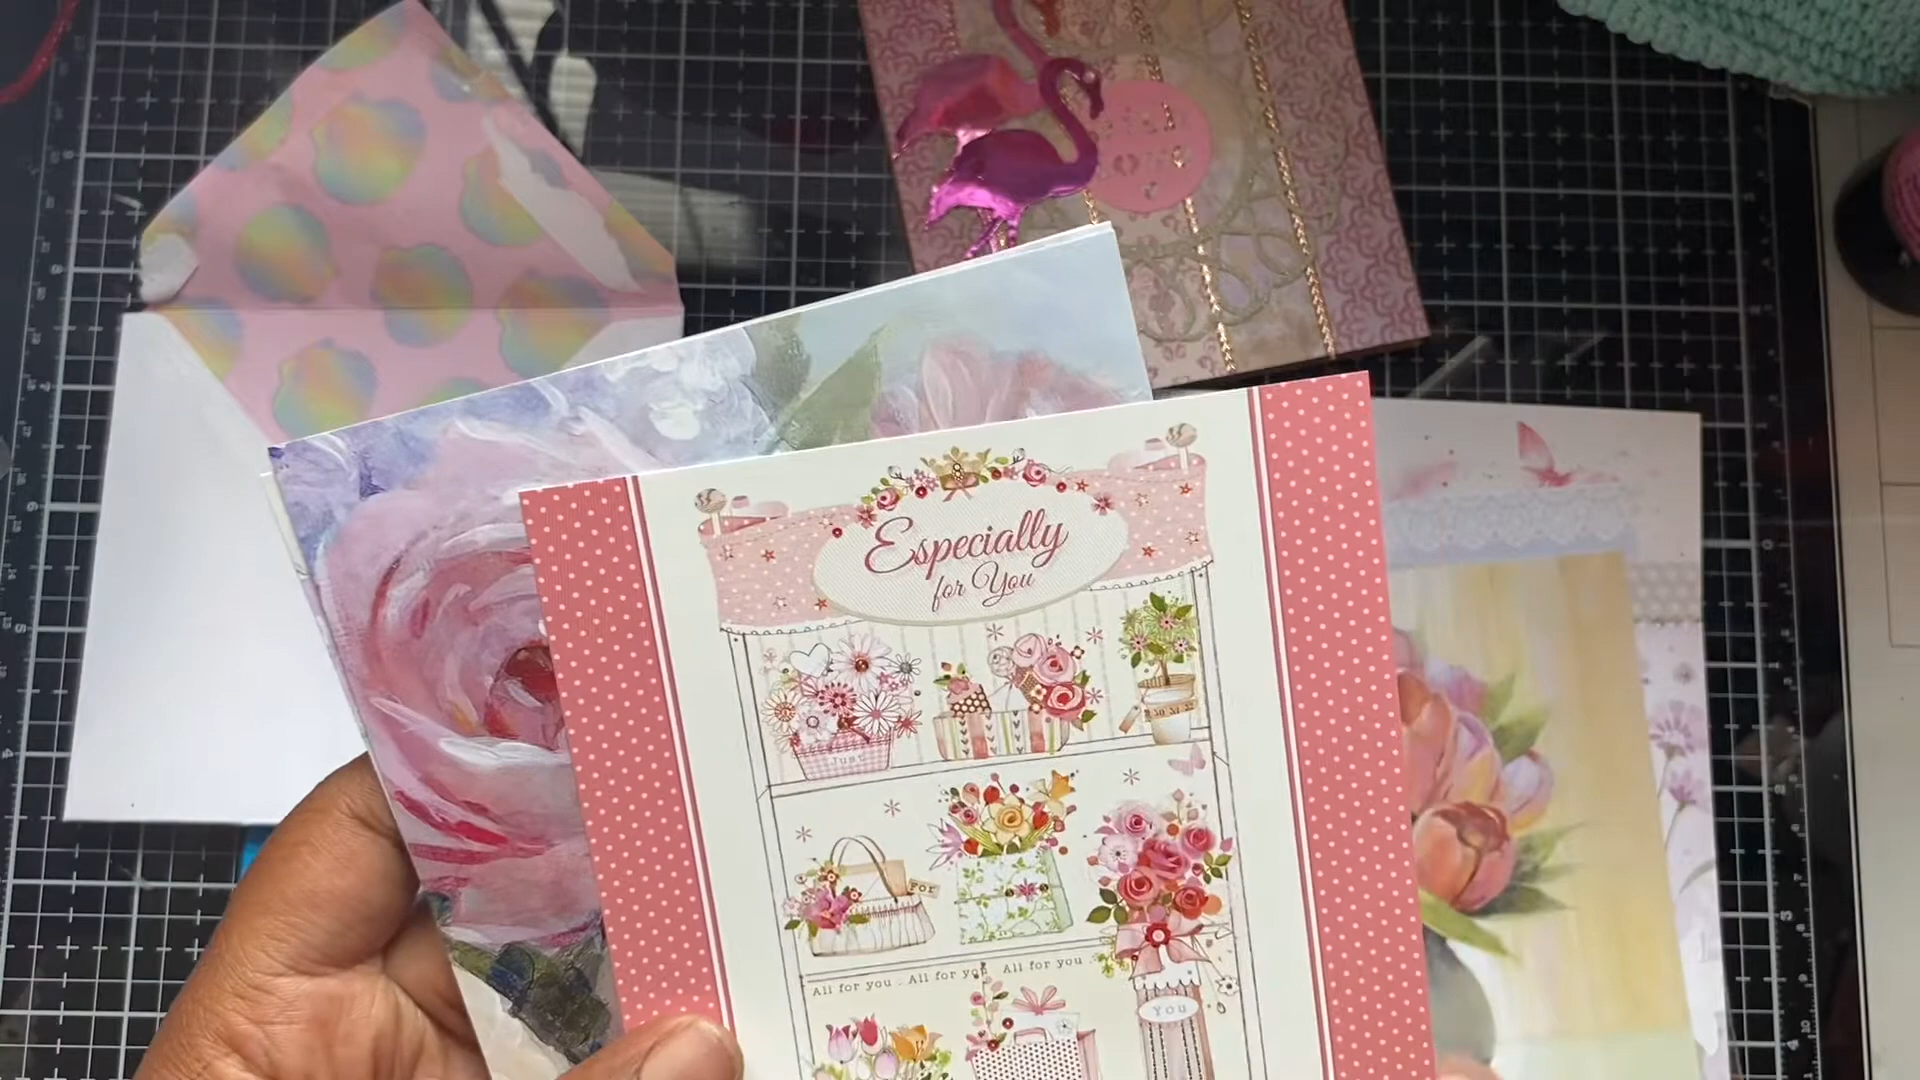 Especially
for You
Just
For
All for you . All for you . All for you .
You